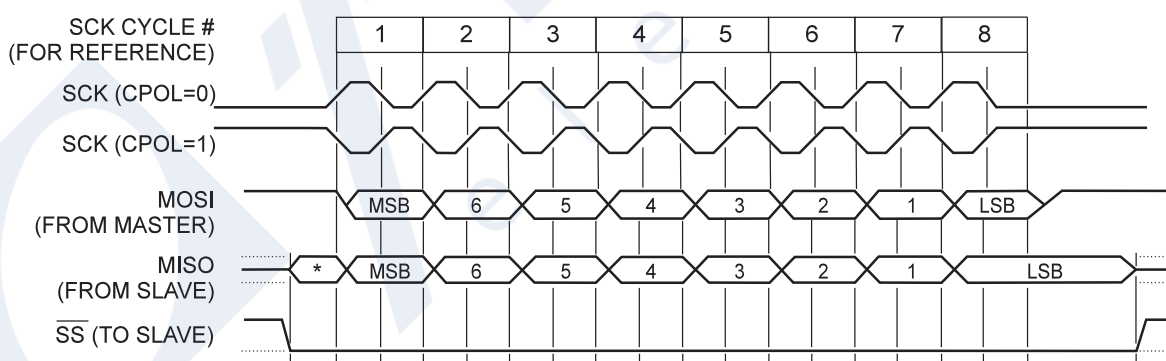 SCK CYCLE #
(FOR REFERENCE)
1 2 3 4 5 6 7 8
SCK (CPOL=0)
SCK (CPOL=1)
MOSI
(FROM MASTER)
MSB 6 5 4 3 2 1 LSB
MISO
(FROM SLAVE)
* MSB 6 5 4 3 2 1 LSB
SS (TO SLAVE)